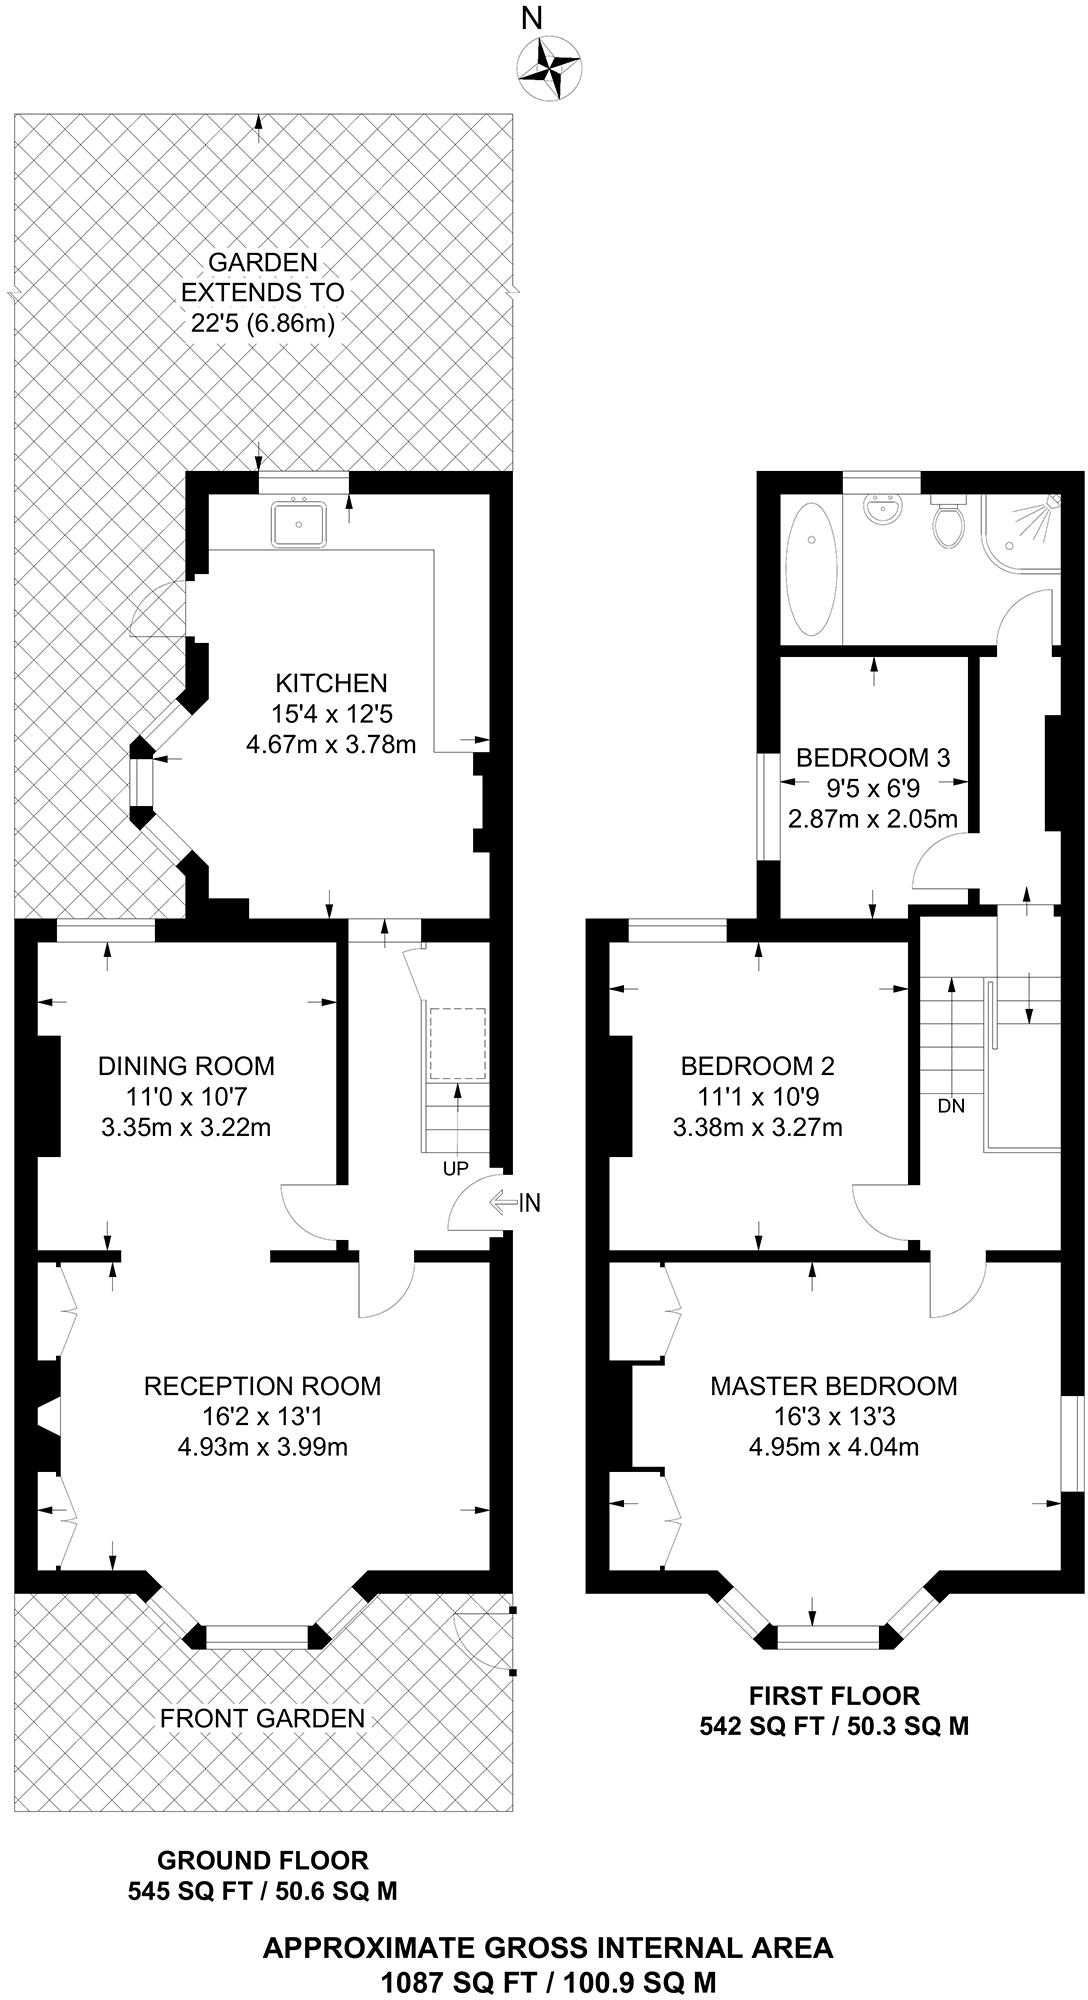 N
GARDEN
EXTENDS TO
22'5 (6.86m)
KITCHEN
15'4 x 12'5
4.67m x 3.78m
DINING ROOM
11'0 x 10'7
3.35m x 3.22m
UP
IN
RECEPTION ROOM
16'2 x 13'1
4.93m x 3.99m
FRONT GARDEN
GROUND FLOOR
545 SQ FT / 50.6 SQ M
BEDROOM 3
9'5 x 6'9
2.87m x 2.05m
BEDROOM 2
11'1 x 10'9
3.38m x 3.27m
DN
MASTER BEDROOM
16'3 x 13'3
4.95m x 4.04m
FIRST FLOOR
542 SQ FT / 50.3 SQ M
APPROXIMATE GROSS INTERNAL AREA
1087 SQ FT / 100.9 SQ M